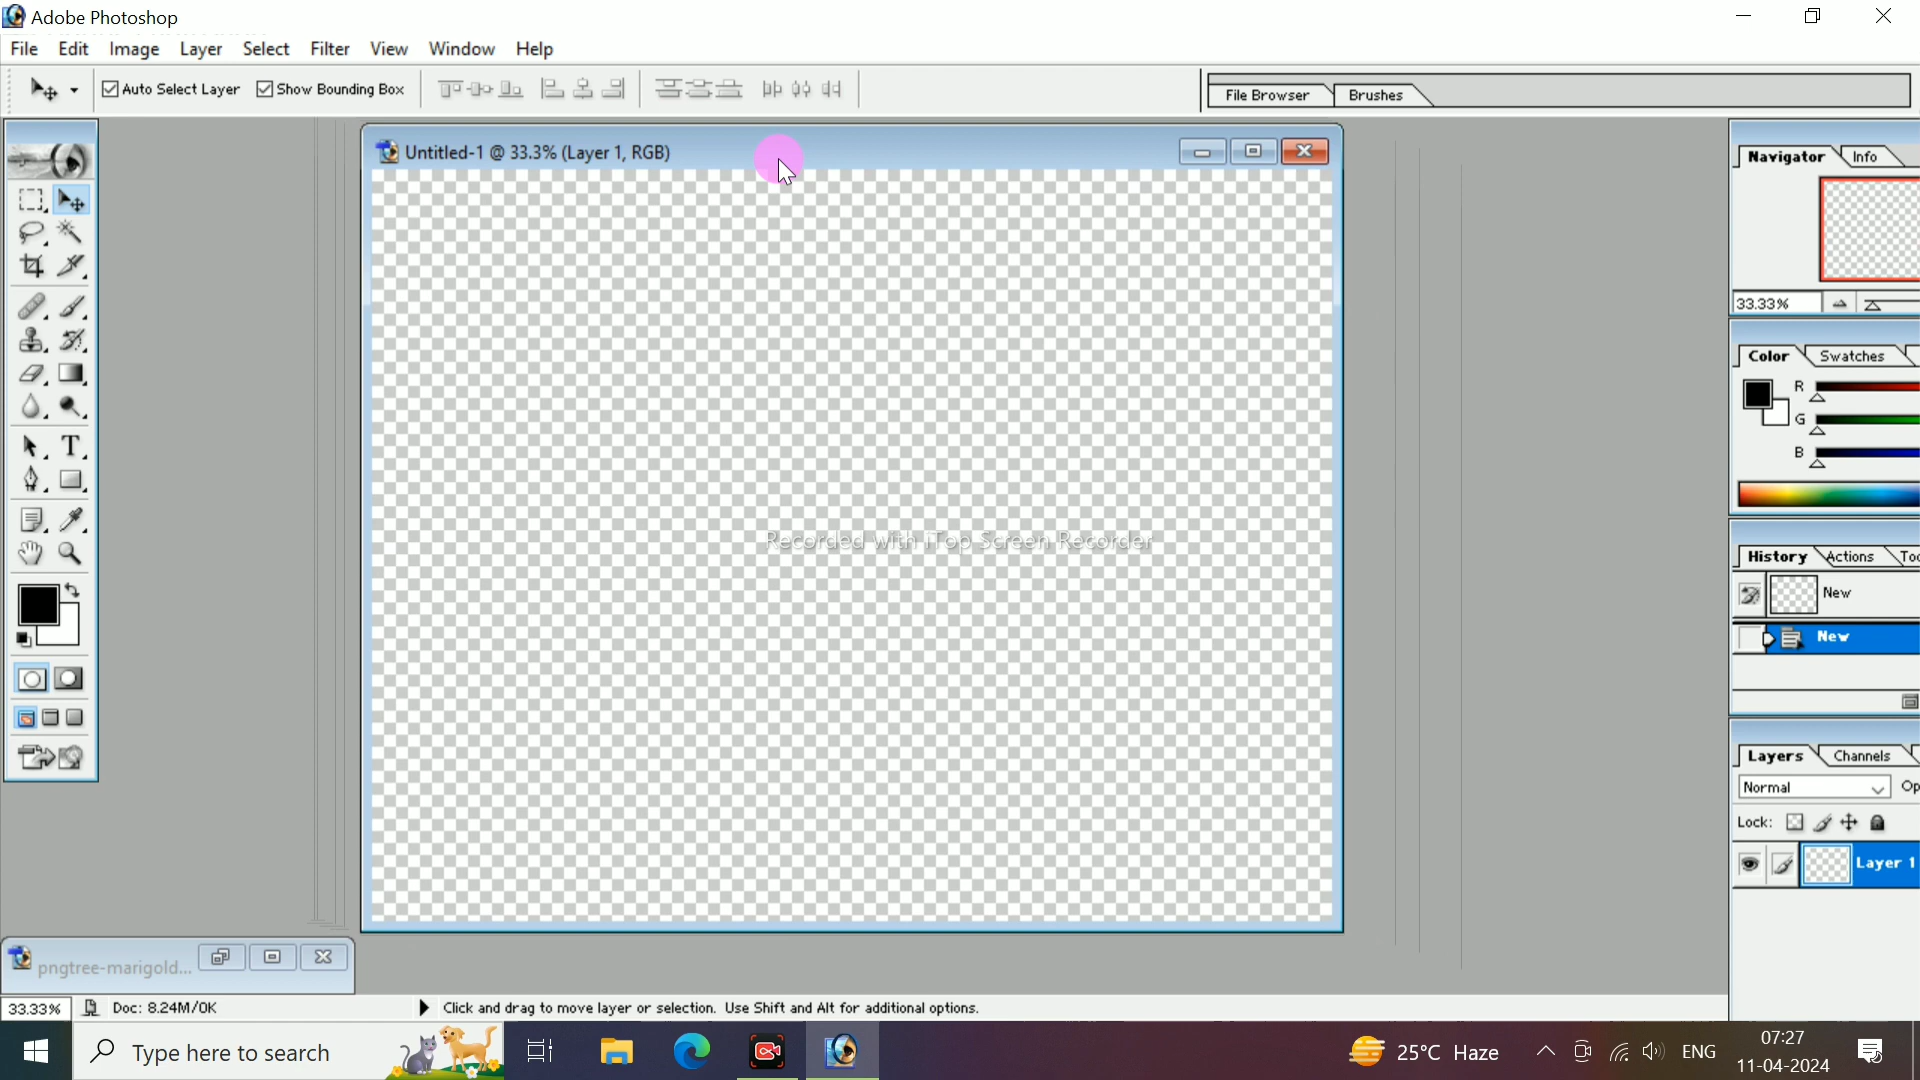 Adobe Photoshop
File Edit Image Layer Select Filter View Window Help
Auto Select Layer Show Bounding Box
File Browser Brushes
Untitled-1 @ 33.3% (Layer 1, RGB)
Navigator Info
33.33%
Color Swatches
R
G
B
T
Recorded with iTop Screen Recorder
History Actions
New
New
Layers Channels
Normal
Lock:
Layer 1
pngtree-marigold...
33.33% Doc: 8.24M/0K Click and drag to move layer or selection. Use Shift and Alt for additional options.
Type here to search
25°C Haze
ENG
07:27
11-04-2024